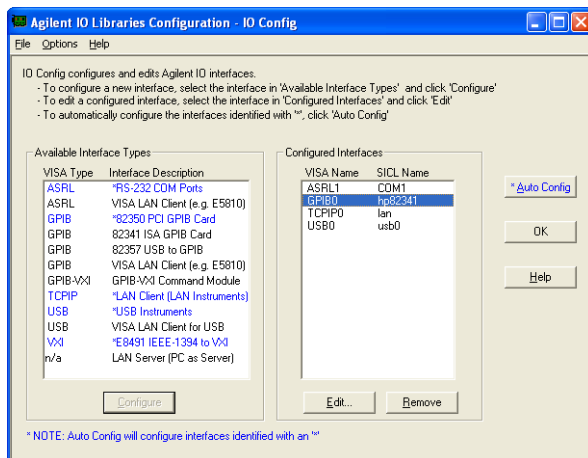 Agilent IO Libraries Configuration - IO Config
File Options Help
IO Config configures and edits Agilent IO interfaces.
- To configure a new interface, select the interface in 'Available Interface Types' and click 'Configure'
- To edit a configured interface, select the interface in 'Configured Interfaces' and click 'Edit'
- To automatically configure the interfaces identified with '*', click 'Auto Config'
Available Interface Types
VISA Type Interface Description
ASRL *RS-232 COM Ports
ASRL VISA LAN Client (e.g. E5810)
GPIB *82350 PCI GPIB Card
GPIB 82341 ISA GPIB Card
GPIB 82357 USB to GPIB
GPIB VISA LAN Client (e.g. E5810)
GPIB-VXI GPIB-VXI Command Module
TCPIP *LAN Client (LAN Instruments)
USB *USB Instruments
USB VISA LAN Client for USB
VXI *E8491 IEEE-1394 to VXI
n/a LAN Server (PC as Server)
Configure
Configured Interfaces
VISA Name SICL Name
ASRL1 COM1
GPIB0 hp82341
TCPIP0 lan
USB0 usb0
Edit... Remove
* Auto Config
OK
Help
* NOTE: Auto Config will configure interfaces identified with an '*'